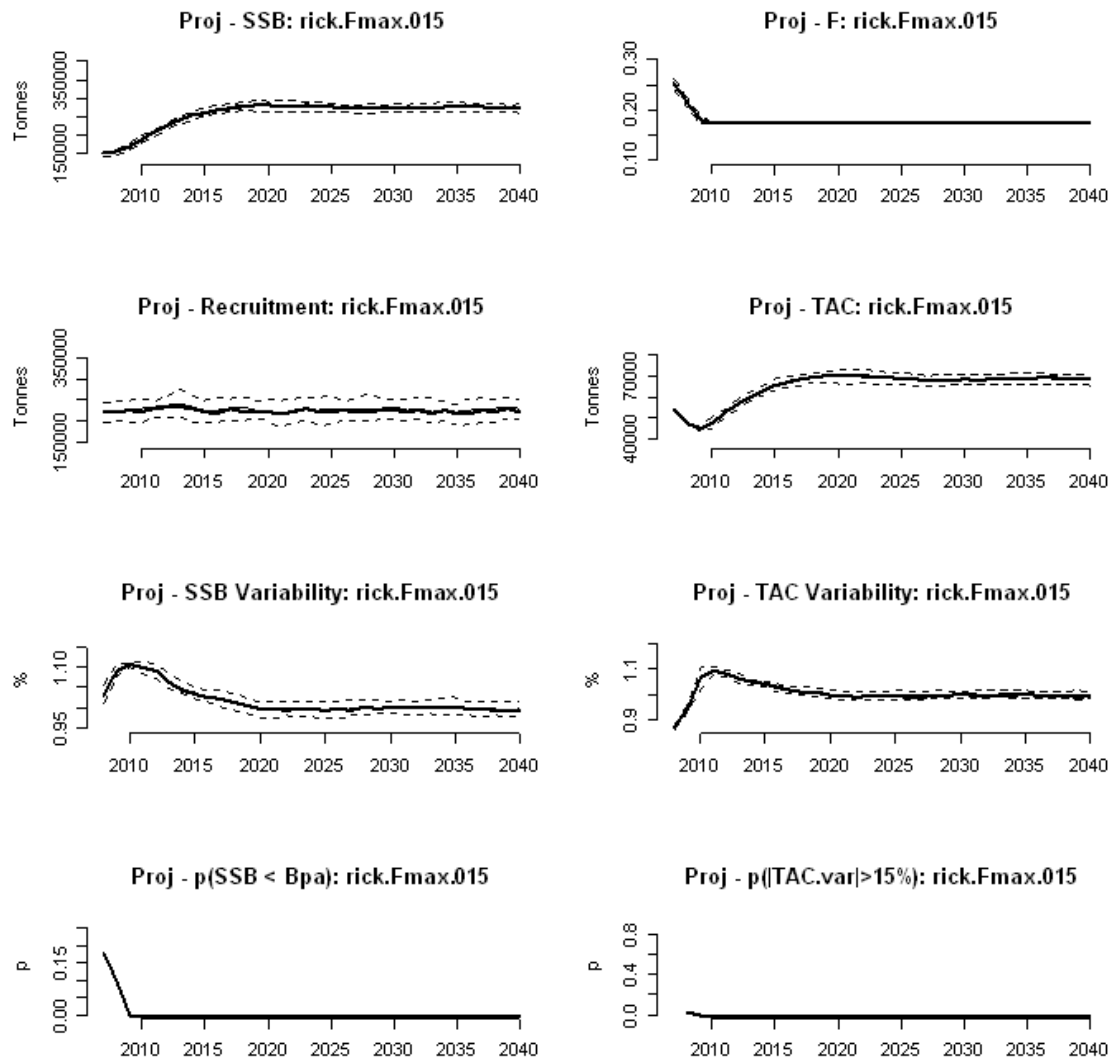 Proj - SSB: rick.Fmax.015
Tonnes
150000 350000
2010 2015 2020 2025 2030 2035 2040
Proj - F: rick.Fmax.015
0.10 0.20 0.30
2010 2015 2020 2025 2030 2035 2040
Proj - Recruitment: rick.Fmax.015
Tonnes
150000 350000
2010 2015 2020 2025 2030 2035 2040
Proj - TAC: rick.Fmax.015
Tonnes
40000 70000
2010 2015 2020 2025 2030 2035 2040
Proj - SSB Variability: rick.Fmax.015
%
0.95 1.10
2010 2015 2020 2025 2030 2035 2040
Proj - TAC Variability: rick.Fmax.015
%
0.9 1.1
2010 2015 2020 2025 2030 2035 2040
Proj - p(SSB < Bpa): rick.Fmax.015
p
0.00 0.15
2010 2015 2020 2025 2030 2035 2040
Proj - p(|TAC.var|>15%): rick.Fmax.015
p
0.0 0.4 0.8
2010 2015 2020 2025 2030 2035 2040